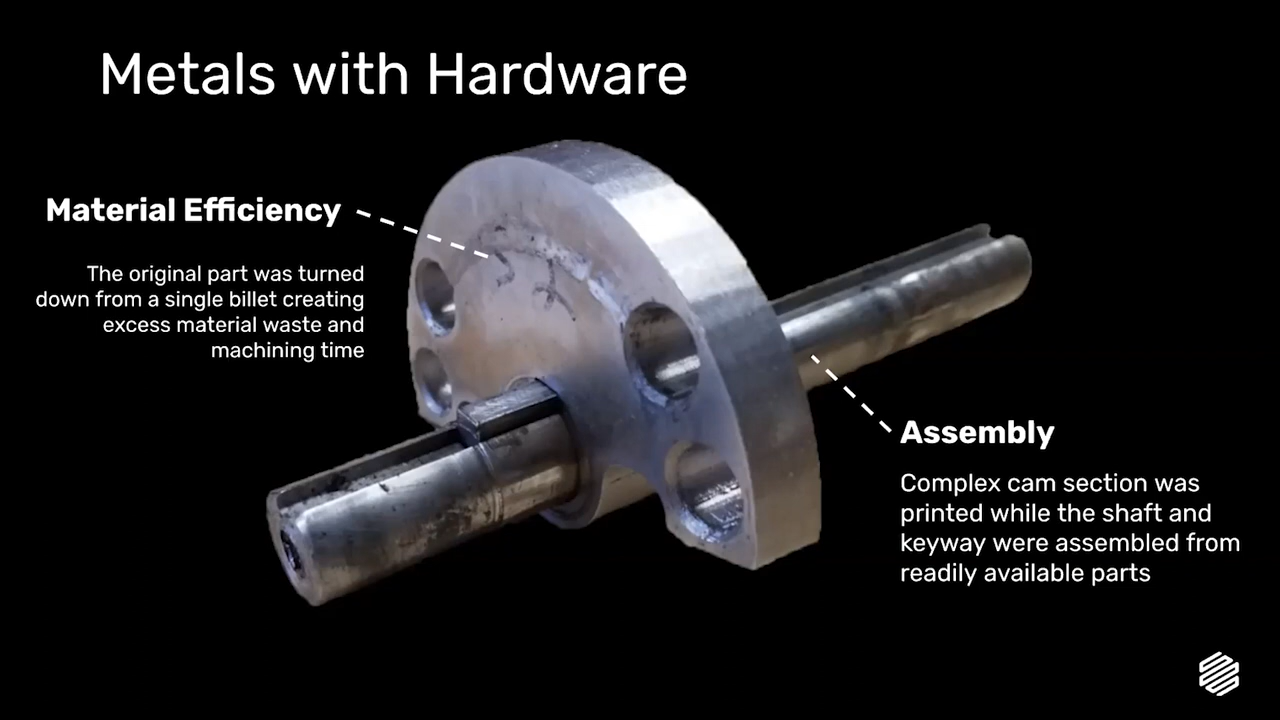 Metals with Hardware
Material Efficiency
The original part was turned
down from a single billet creating
excess material waste and
machining time
Assembly
Complex cam section was
printed while the shaft and
keyway were assembled from
readily available parts